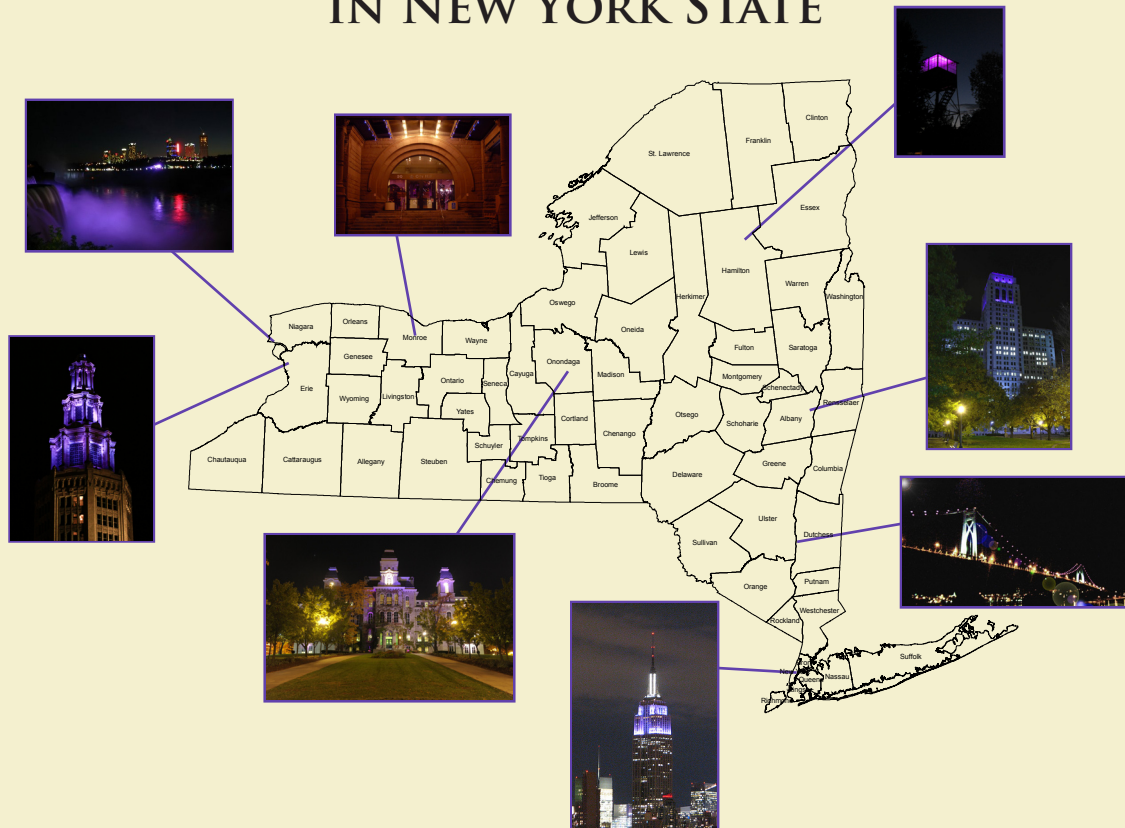 IN NEW YORK STATE
Clinton
Franklin
St. Lawrence
Essex
Jefferson
Lewis
Hamilton
Warren
Herkimer
Washington
Oswego
Oneida
Niagara
Orleans
Monroe
Wayne
Fulton
Saratoga
Genesee
Onondaga
Cayuga
Madison
Montgomery
Schenectady
Erie
Ontario
Seneca
Wyoming
Livingston
Yates
Rensselaer
Otsego
Schoharie
Albany
Cortland
Chenango
Tompkins
Schuyler
Chautauqua
Cattaraugus
Allegany
Steuben
Greene
Columbia
Delaware
Chemung
Tioga
Broome
Ulster
Dutchess
Sullivan
Orange
Putnam
Westchester
Rockland
Suffolk
Nassau
Queens
Richmond